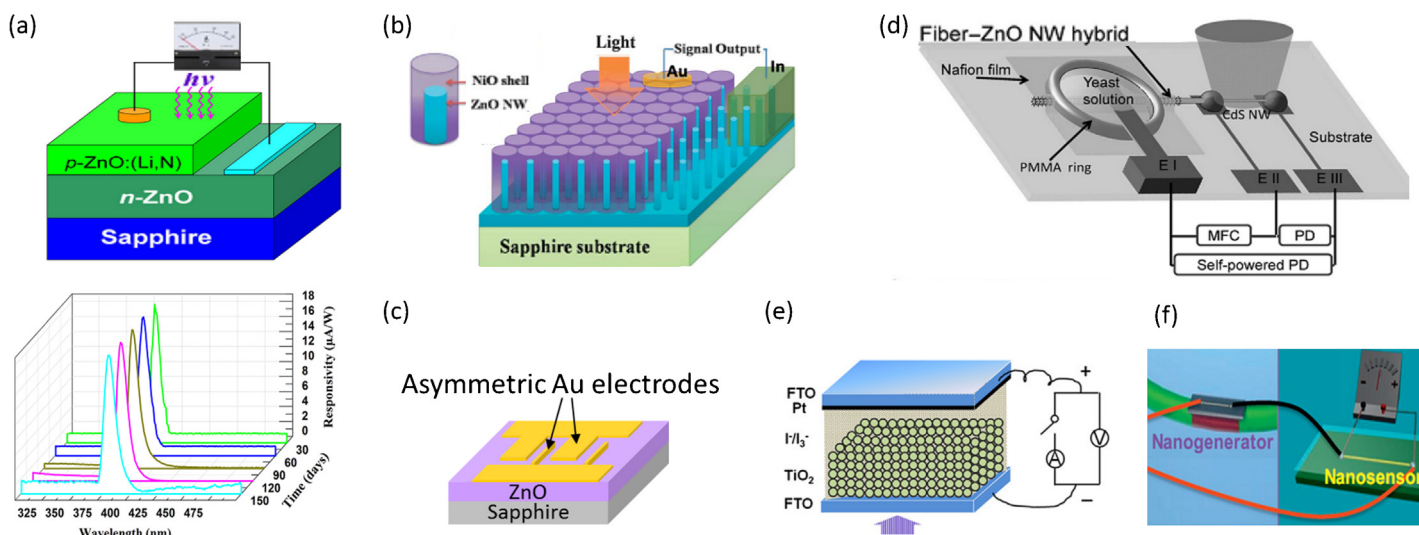 (a)
hν
p-ZnO:(Li,N)
n-ZnO
Sapphire
18
16
14
12
10
8
6
4
2
0
Responsivity (μA/W)
30
60
90
120
150
Time (days)
325 350 375 400 425 450 475
Wavelength (nm)
(b)
Light
Signal Output
Au
In
NiO shell
ZnO NW
Sapphire substrate
(c)
Asymmetric Au electrodes
ZnO
Sapphire
(d)
Fiber–ZnO NW hybrid
Nafion film
Yeast
solution
CdS NW
Substrate
PMMA ring
E I
E II
E III
MFC
PD
Self-powered PD
(e)
FTO
Pt
I-/I3-
TiO2
FTO
+
V
A
−
(f)
Nanogenerator
Nanosensor
- +